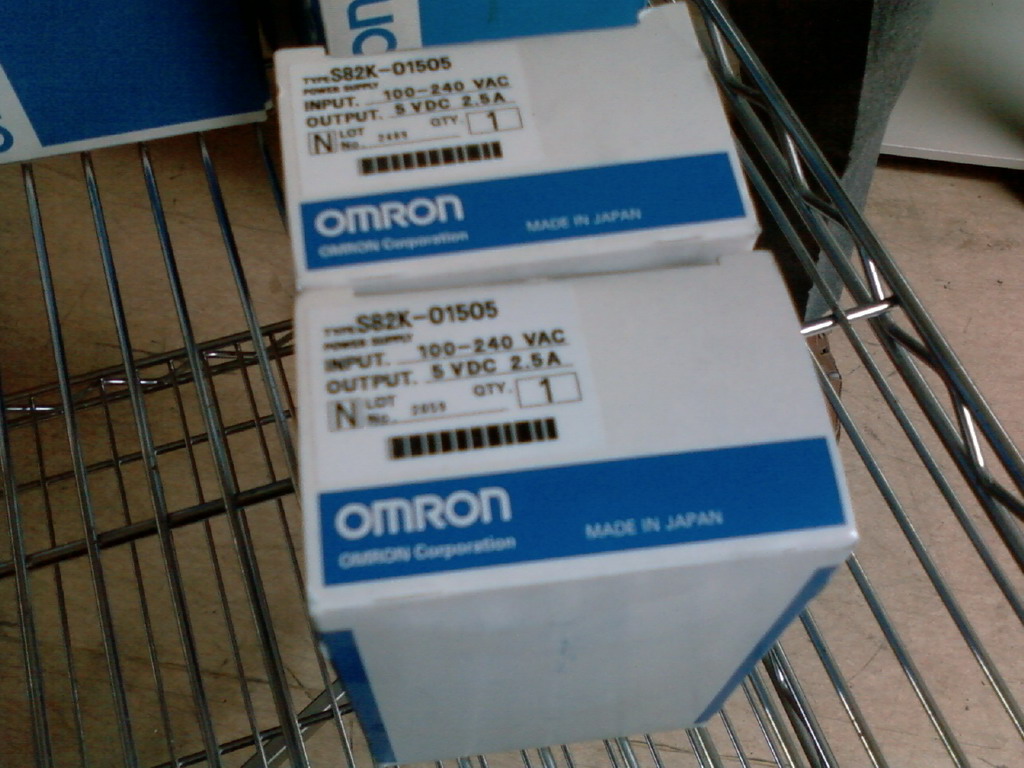 on
TYPE S82K-01505
POWER SUPPLY
INPUT. 100-240 VAC
OUTPUT. 5 VDC 2.5A
N LOT No. QTY. 1
OMRON
OMRON Corporation MADE IN JAPAN
TYPE S82K-01505
POWER SUPPLY
INPUT. 100-240 VAC
OUTPUT. 5 VDC 2.5A
N LOT No. QTY. 1
OMRON
OMRON Corporation MADE IN JAPAN